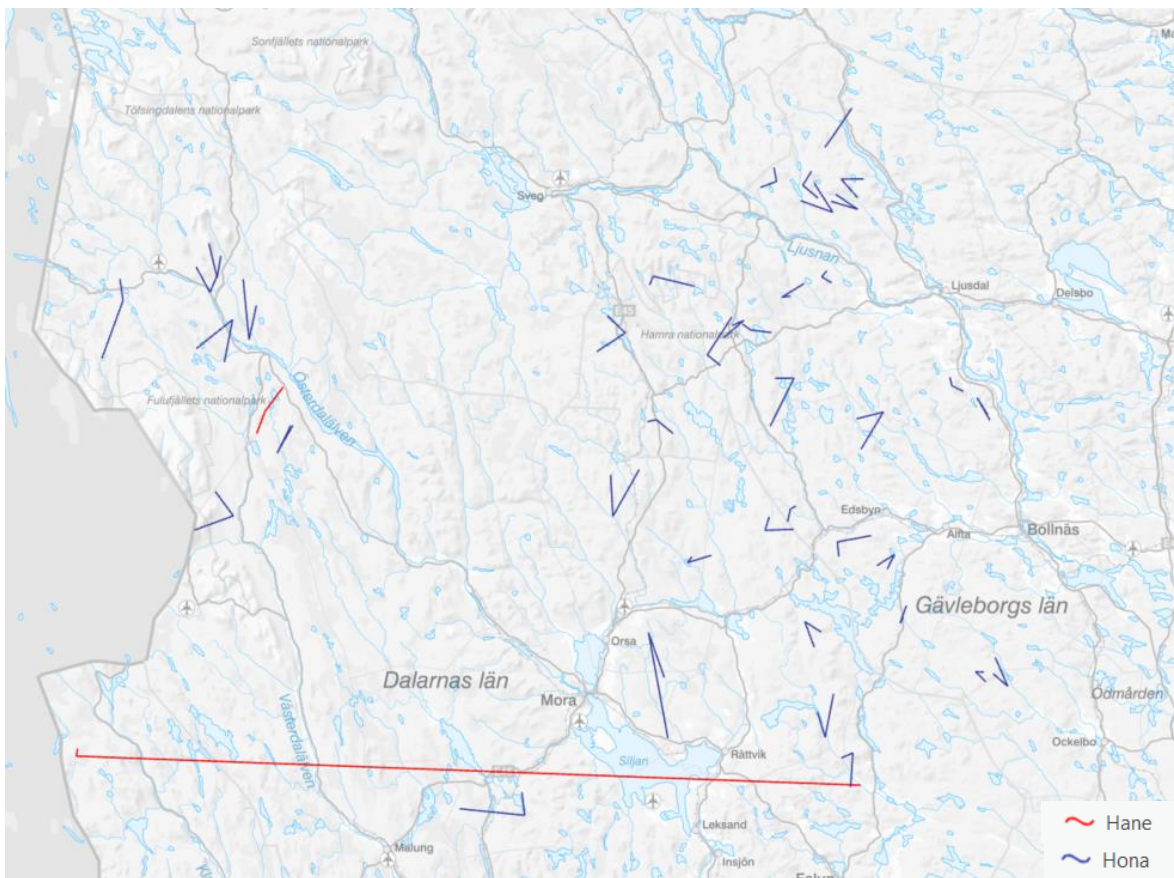 Sonfjällets nationalpark
Töfsingdalens nationalpark
Sveg
Ljusnan
Ljusdal
Delsbo
E45
Hamra nationalpark
Fulufjällets nationalpark
Österdalälven
Edsbyn
Alfta
Bollnäs
Gävleborgs län
Orsa
Dalarnas län
Mora
Ödmården
Västerdalälven
Siljan
Rättvik
Ockelbo
Leksand
Malung
Insjön
Hane
Hona